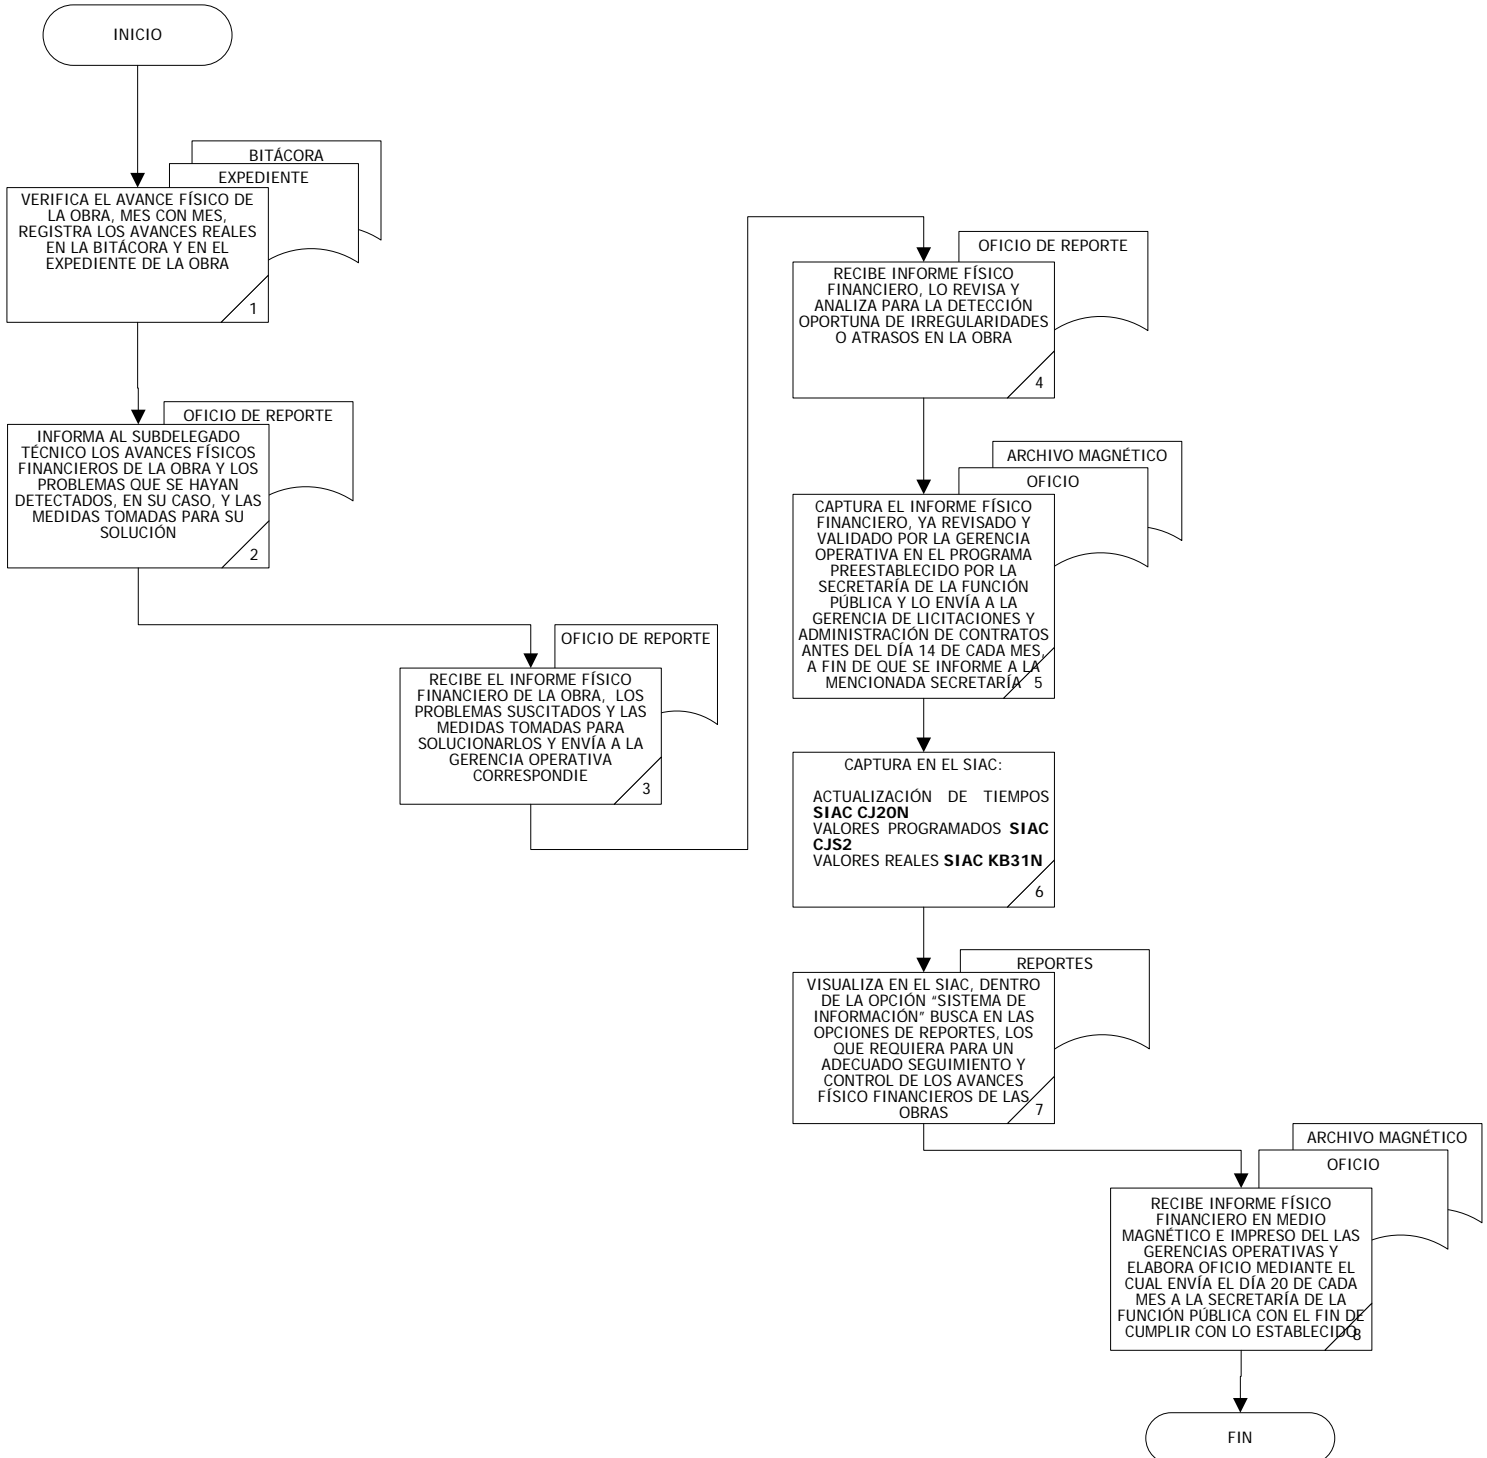 INICIO
BITÁCORA
EXPEDIENTE
VERIFICA EL AVANCE FÍSICO DE
LA OBRA, MES CON MES,
REGISTRA LOS AVANCES REALES
EN LA BITÁCORA Y EN EL
EXPEDIENTE DE LA OBRA
1
OFICIO DE REPORTE
INFORMA AL SUBDELEGADO
TÉCNICO LOS AVANCES FÍSICOS
FINANCIEROS DE LA OBRA Y LOS
PROBLEMAS QUE SE HAYAN
DETECTADOS, EN SU CASO, Y LAS
MEDIDAS TOMADAS PARA SU
SOLUCIÓN
2
OFICIO DE REPORTE
RECIBE EL INFORME FÍSICO
FINANCIERO DE LA OBRA, LOS
PROBLEMAS SUSCITADOS Y LAS
MEDIDAS TOMADAS PARA
SOLUCIONARLOS Y ENVÍA A LA
GERENCIA OPERATIVA
CORRESPONDIE
3
OFICIO DE REPORTE
RECIBE INFORME FÍSICO
FINANCIERO, LO REVISA Y
ANALIZA PARA LA DETECCIÓN
OPORTUNA DE IRREGULARIDADES
O ATRASOS EN LA OBRA
4
ARCHIVO MAGNÉTICO
OFICIO
CAPTURA EL INFORME FÍSICO
FINANCIERO, YA REVISADO Y
VALIDADO POR LA GERENCIA
OPERATIVA EN EL PROGRAMA
PREESTABLECIDO POR LA
SECRETARÍA DE LA FUNCIÓN
PÚBLICA Y LO ENVÍA A LA
GERENCIA DE LICITACIONES Y
ADMINISTRACIÓN DE CONTRATOS
ANTES DEL DÍA 14 DE CADA MES,
A FIN DE QUE SE INFORME A LA
MENCIONADA SECRETARÍA
5
CAPTURA EN EL SIAC:
ACTUALIZACIÓN DE TIEMPOS
SIAC CJ20N
VALORES PROGRAMADOS SIAC
CJS2
VALORES REALES SIAC KB31N
6
REPORTES
VISUALIZA EN EL SIAC, DENTRO
DE LA OPCIÓN “SISTEMA DE
INFORMACIÓN” BUSCA EN LAS
OPCIONES DE REPORTES, LOS
QUE REQUIERA PARA UN
ADECUADO SEGUIMIENTO Y
CONTROL DE LOS AVANCES
FÍSICO FINANCIEROS DE LAS
OBRAS
7
ARCHIVO MAGNÉTICO
OFICIO
RECIBE INFORME FÍSICO
FINANCIERO EN MEDIO
MAGNÉTICO E IMPRESO DEL LAS
GERENCIAS OPERATIVAS Y
ELABORA OFICIO MEDIANTE EL
CUAL ENVÍA EL DÍA 20 DE CADA
MES A LA SECRETARÍA DE LA
FUNCIÓN PÚBLICA CON EL FIN DE
CUMPLIR CON LO ESTABLECIDO
8
FIN